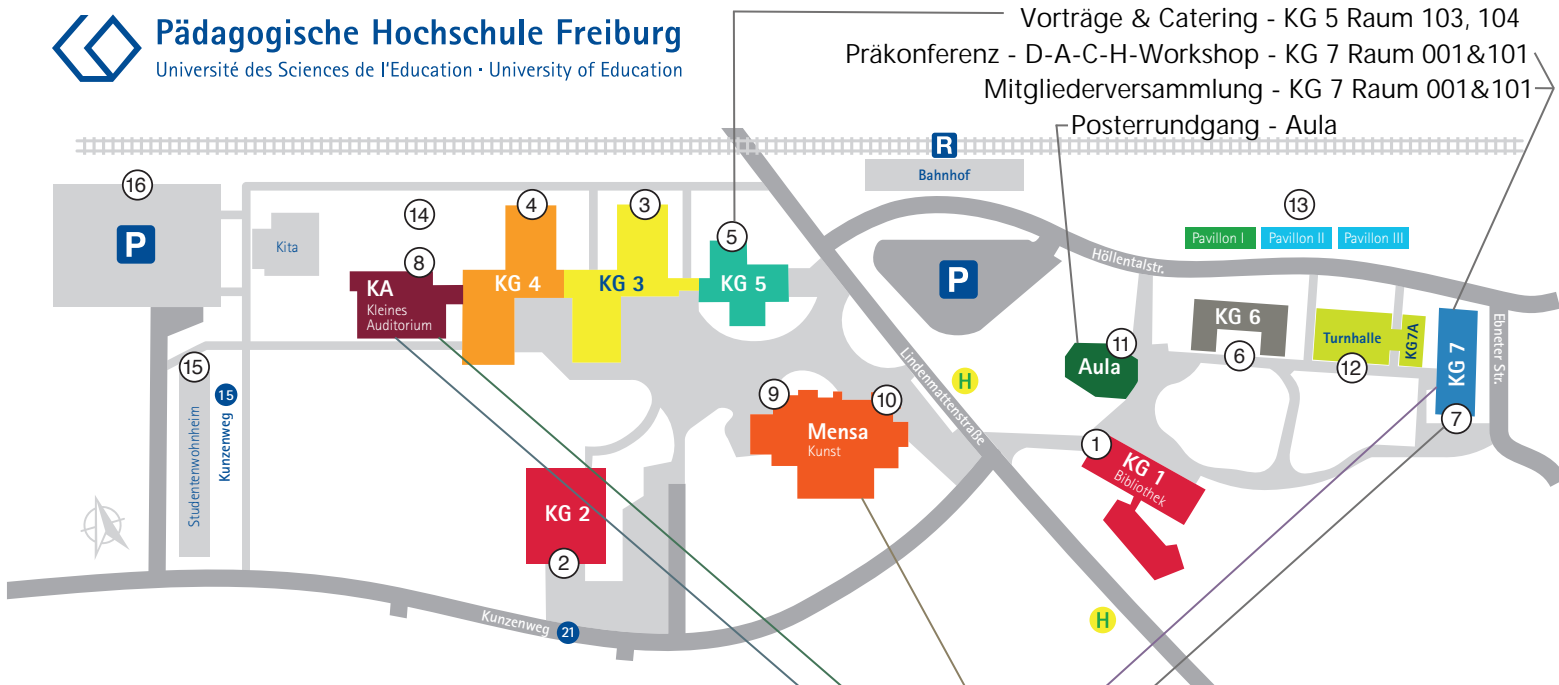 Pädagogische Hochschule Freiburg
Université des Sciences de l'Education · University of Education
Vorträge & Catering - KG 5 Raum 103, 104
Präkonferenz - D-A-C-H-Workshop - KG 7 Raum 001&101
Mitgliederversammlung - KG 7 Raum 001&101
Posterrundgang - Aula
R
Bahnhof
16
P
Kita
14
4
3
5
13
Pavillon I
Pavillon II
Pavillon III
8
KA
Kleines
Auditorium
KG 4
KG 3
KG 5
P
Höllentalstr.
KG 6
6
Turnhalle
12
KG7A
KG 7
7
Ebneter Str.
11
Aula
Lindenmattenstraße
H
15
Studentenwohnheim
15
Kunzenweg
9
10
Mensa
Kunst
1
KG 1
Bibliothek
KG 2
2
Kunzenweg
21
H